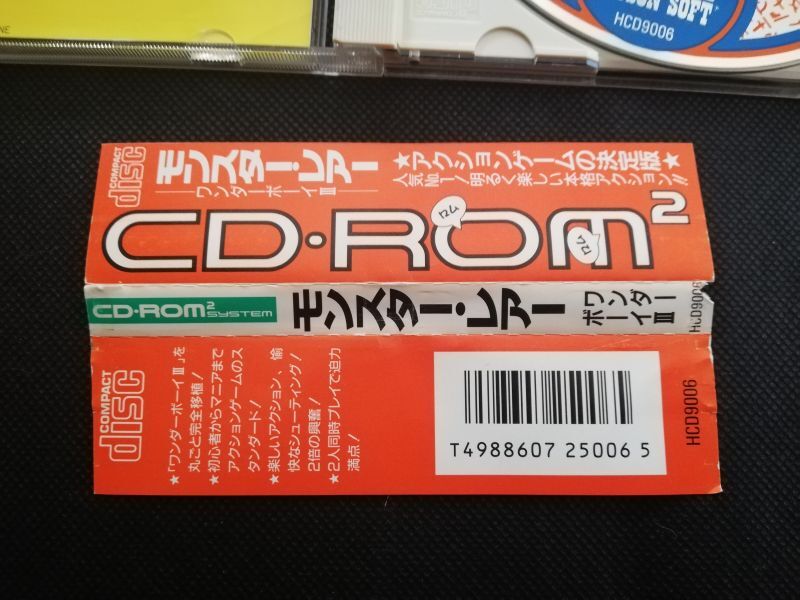 NE
HUDSON SOFT
HCD9006
COMPACT
disc
モンスター・レアー
ワンダーボーイⅢ
★アクションゲームの決定版★
人気No.1!明るく楽しい本格アクション!!
CD・ROM2
ロム
ロム
CD・ROM2
SYSTEM
モンスター・レアー
ワンダー
ボーイⅢ
HCD9006
COMPACT
disc
★「ワンダーボーイⅢ」を
丸ごと完全移植!
★初心者からマニアまで
アクションゲームのス
タンダード!
★楽しいアクション、愉
快なシューティング!
2倍の興奮!
★2人同時プレイで迫力
満点!
T4988607 25006 5
HCD9006